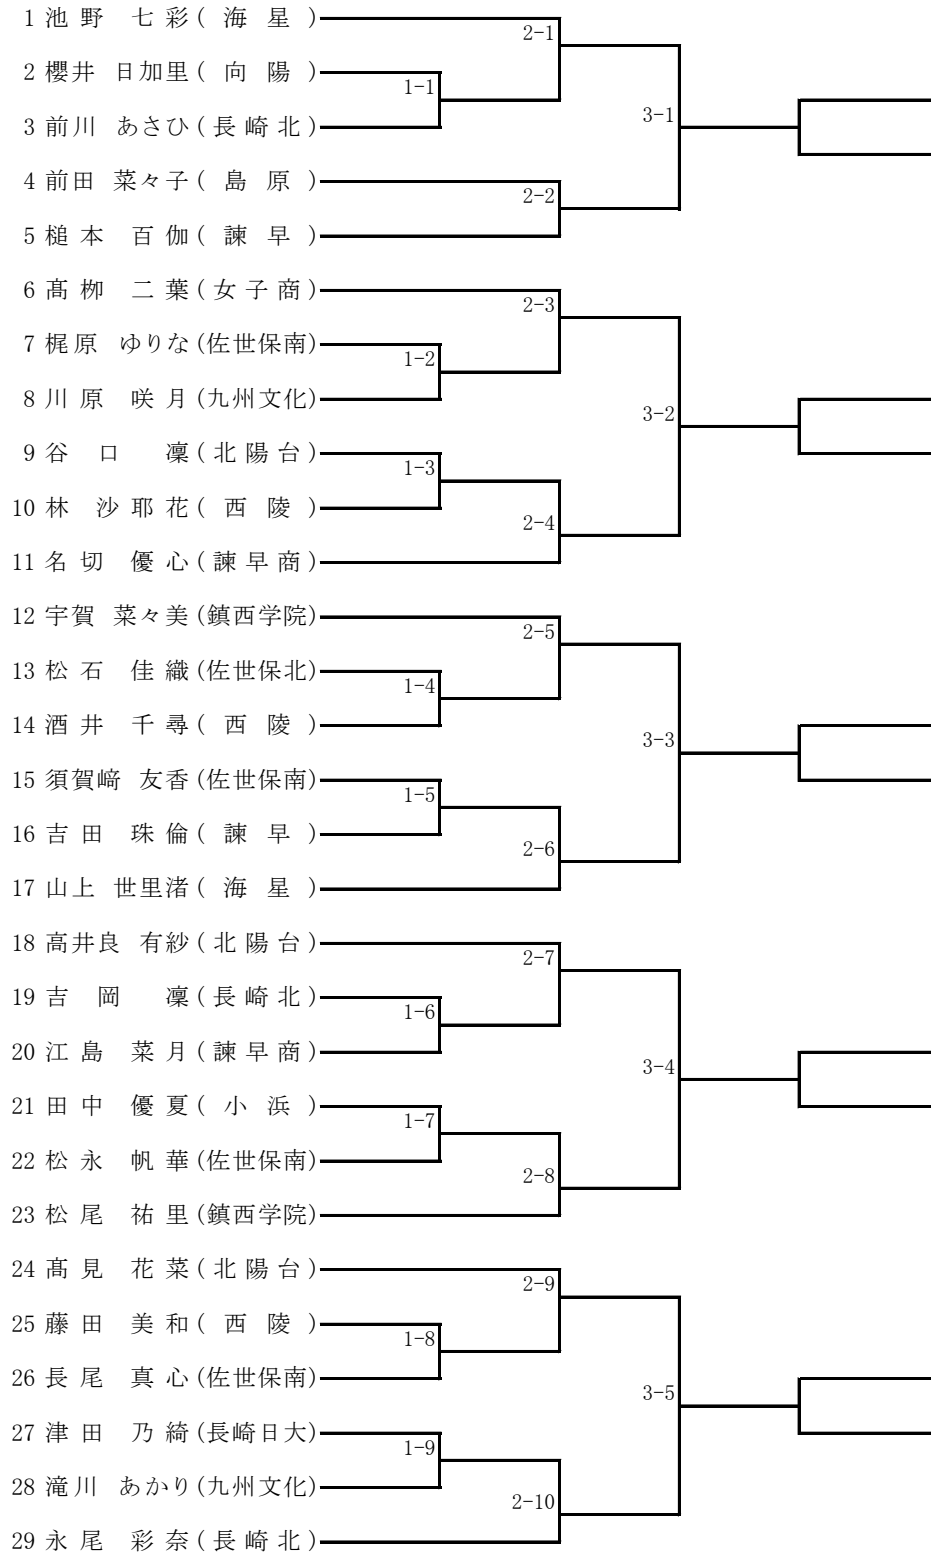 1 池野 七彩 ( 海 星 )
2-1
2 櫻井 日加里 ( 向 陽 )
1-1
3 前川 あさひ ( 長 崎 北 )
3-1
4 前田 菜々子 ( 島 原 )
2-2
5 槌本 百伽 ( 諫 早 )
6 髙栁 二葉 ( 女 子 商 )
2-3
7 梶原 ゆりな (佐世保南)
1-2
8 川原 咲月 (九州文化)
3-2
9 谷口 凜 ( 北 陽 台 )
1-3
10 林 沙耶花 ( 西 陵 )
2-4
11 名切 優心 ( 諫 早 商 )
12 宇賀 菜々美 (鎮西学院)
2-5
13 松石 佳織 (佐世保北)
1-4
14 酒井 千尋 ( 西 陵 )
3-3
15 須賀﨑 友香 (佐世保南)
1-5
16 吉田 珠倫 ( 諫 早 )
2-6
17 山上 世里渚 ( 海 星 )
18 高井良 有紗 ( 北 陽 台 )
2-7
19 吉岡 凜 ( 長 崎 北 )
1-6
20 江島 菜月 ( 諫 早 商 )
3-4
21 田中 優夏 ( 小 浜 )
1-7
22 松永 帆華 (佐世保南)
2-8
23 松尾 祐里 (鎮西学院)
24 髙見 花菜 ( 北 陽 台 )
2-9
25 藤田 美和 ( 西 陵 )
1-8
26 長尾 真心 (佐世保南)
3-5
27 津田 乃綺 (長崎日大)
1-9
28 滝川 あかり (九州文化)
2-10
29 永尾 彩奈 ( 長 崎 北 )